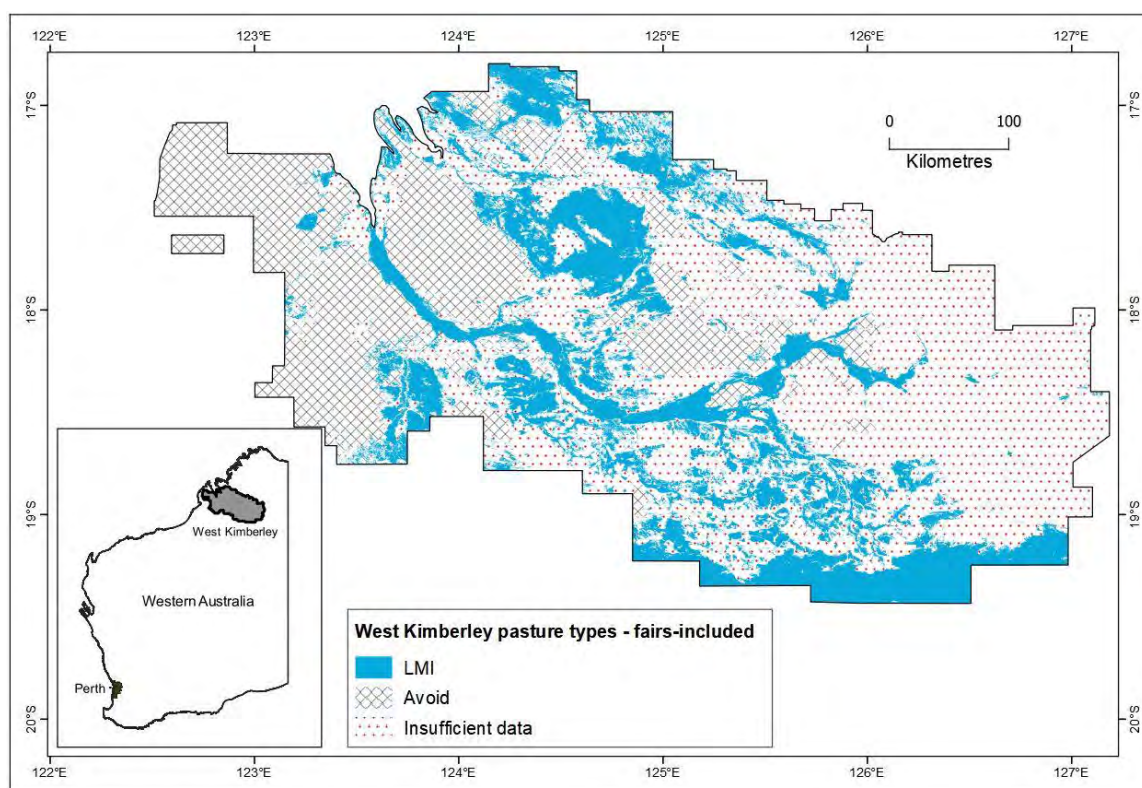 122°E 123°E 124°E 125°E 126°E 127°E
17°S 17°S
0 100
Kilometres
18°S 18°S
19°S 19°S
West Kimberley
Western Australia
Perth
West Kimberley pasture types - fairs-included
LMI
Avoid
Insufficient data
20°S 20°S
122°E 123°E 124°E 125°E 126°E 127°E